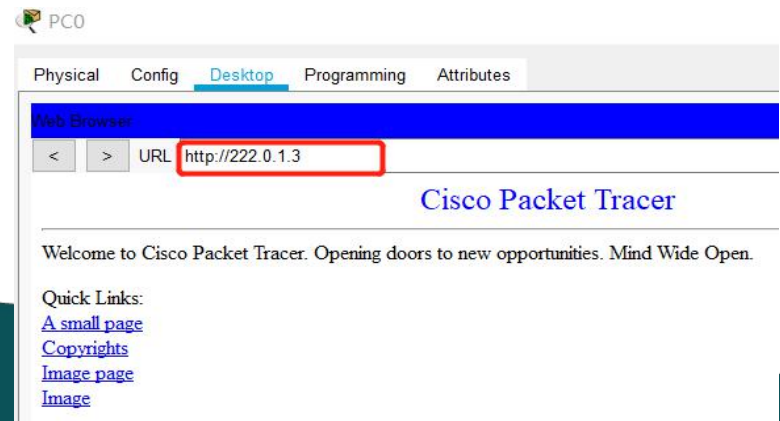 PC0
Physical Config Desktop Programming Attributes
Web Browser
< > URL http://222.0.1.3
Cisco Packet Tracer
Welcome to Cisco Packet Tracer. Opening doors to new opportunities. Mind Wide Open.
Quick Links:
A small page
Copyrights
Image page
Image